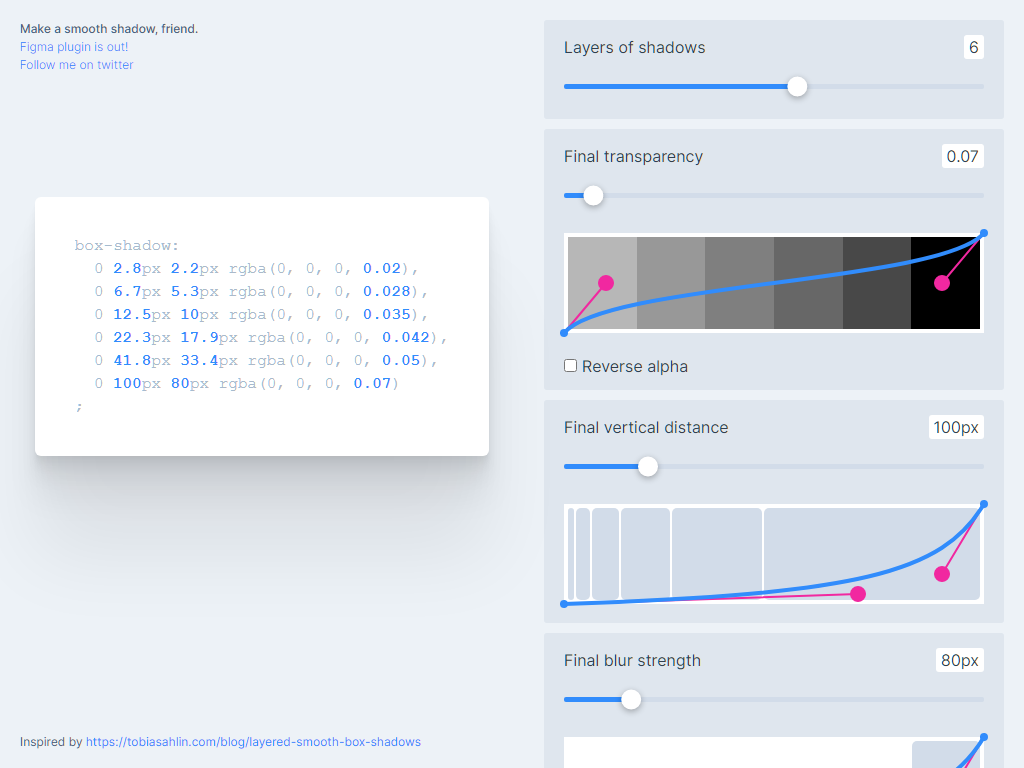 Make a smooth shadow, friend.
Figma plugin is out!
Follow me on twitter
box-shadow:
0 2.8px 2.2px rgba(0, 0, 0, 0.02),
0 6.7px 5.3px rgba(0, 0, 0, 0.028),
0 12.5px 10px rgba(0, 0, 0, 0.035),
0 22.3px 17.9px rgba(0, 0, 0, 0.042),
0 41.8px 33.4px rgba(0, 0, 0, 0.05),
0 100px 80px rgba(0, 0, 0, 0.07)
;
Inspired by https://tobiasahlin.com/blog/layered-smooth-box-shadows
Layers of shadows 6
Final transparency 0.07
Reverse alpha
Final vertical distance 100px
Final blur strength 80px